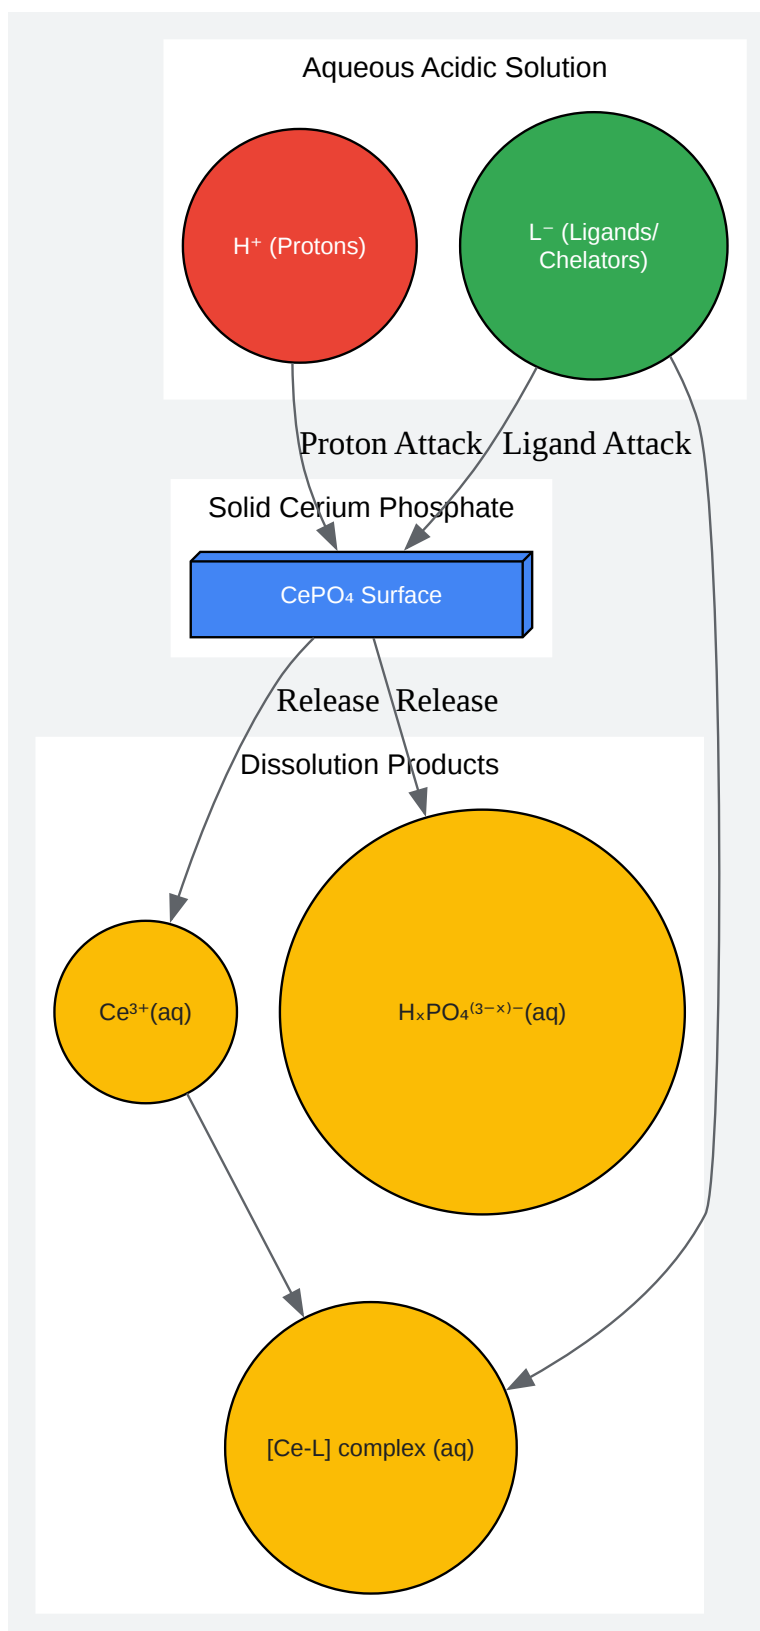 Aqueous Acidic Solution
H⁺ (Protons)
L⁻ (Ligands/
Chelators)
Proton Attack
Ligand Attack
Solid Cerium Phosphate
CePO₄ Surface
Release
Release
Dissolution Products
Ce³⁺(aq)
HₓPO₄⁽³⁻ˣ⁾⁻(aq)
[Ce-L] complex (aq)